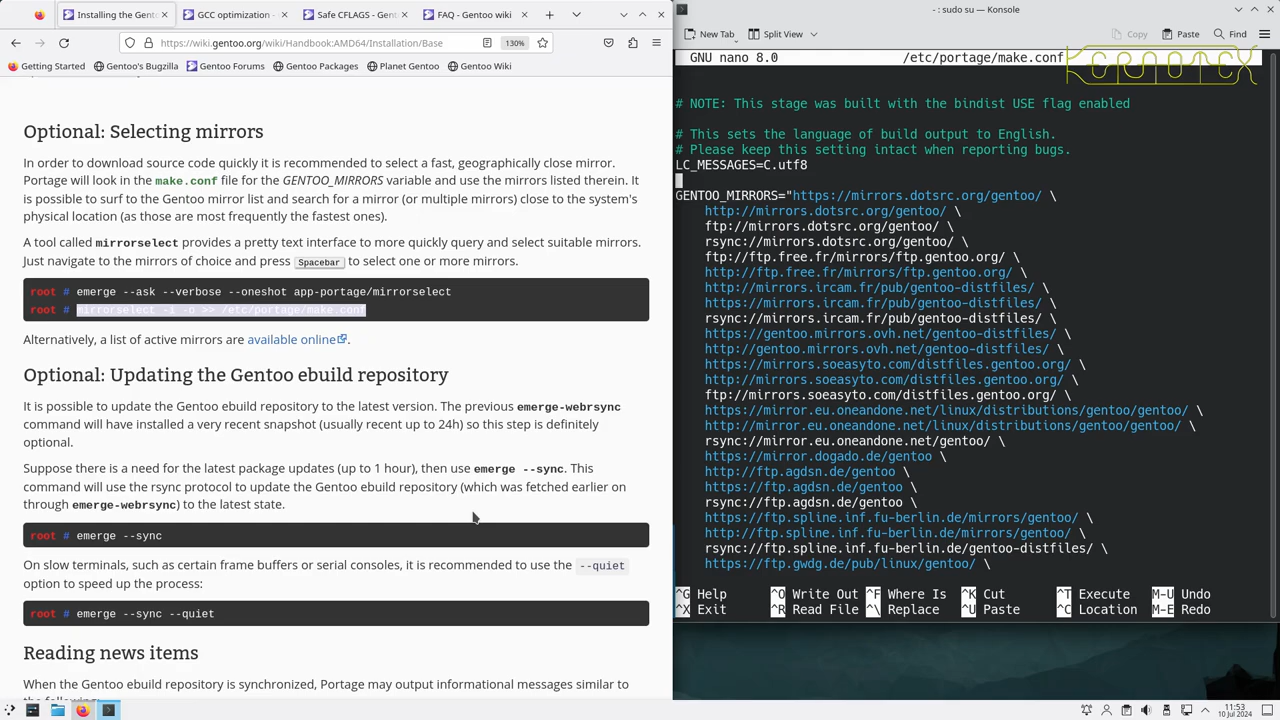 Installing the Gentoo
GCC optimization -
Safe CFLAGS - Gent
FAQ - Gentoo wiki
https://wiki.gentoo.org/wiki/Handbook:AMD64/Installation/Base
130%
Getting Started
Gentoo's Bugzilla
Gentoo Forums
Gentoo Packages
Planet Gentoo
Gentoo Wiki
Optional: Selecting mirrors
In order to download source code quickly it is recommended to select a fast, geographically close mirror.
Portage will look in the make.conf file for the GENTOO_MIRRORS variable and use the mirrors listed therein. It
is possible to surf to the Gentoo mirror list and search for a mirror (or multiple mirrors) close to the system's
physical location (as those are most frequently the fastest ones).
A tool called mirrorselect provides a pretty text interface to more quickly query and select suitable mirrors.
Just navigate to the mirrors of choice and press Spacebar to select one or more mirrors.
root # emerge --ask --verbose --oneshot app-portage/mirrorselect
root # mirrorselect -i -o >> /etc/portage/make.conf
Alternatively, a list of active mirrors are available online.
Optional: Updating the Gentoo ebuild repository
It is possible to update the Gentoo ebuild repository to the latest version. The previous emerge-webrsync
command will have installed a very recent snapshot (usually recent up to 24h) so this step is definitely
optional.
Suppose there is a need for the latest package updates (up to 1 hour), then use emerge --sync. This
command will use the rsync protocol to update the Gentoo ebuild repository (which was fetched earlier on
through emerge-webrsync) to the latest state.
root # emerge --sync
On slow terminals, such as certain frame buffers or serial consoles, it is recommended to use the --quiet
option to speed up the process:
root # emerge --sync --quiet
Reading news items
When the Gentoo ebuild repository is synchronized, Portage may output informational messages similar to
the following:
- : sudo su — Konsole
New Tab
Split View
Copy
Paste
Find
GNU nano 8.0 /etc/portage/make.conf
# NOTE: This stage was built with the bindist USE flag enabled
# This sets the language of build output to English.
# Please keep this setting intact when reporting bugs.
LC_MESSAGES=C.utf8
GENTOO_MIRRORS="https://mirrors.dotsrc.org/gentoo/ \
http://mirrors.dotsrc.org/gentoo/ \
ftp://mirrors.dotsrc.org/gentoo/ \
rsync://mirrors.dotsrc.org/gentoo/ \
ftp://ftp.free.fr/mirrors/ftp.gentoo.org/ \
http://ftp.free.fr/mirrors/ftp.gentoo.org/ \
http://mirrors.ircam.fr/pub/gentoo-distfiles/ \
https://mirrors.ircam.fr/pub/gentoo-distfiles/ \
rsync://mirrors.ircam.fr/pub/gentoo-distfiles/ \
https://gentoo.mirrors.ovh.net/gentoo-distfiles/ \
http://gentoo.mirrors.ovh.net/gentoo-distfiles/ \
https://mirrors.soeasyto.com/distfiles.gentoo.org/ \
http://mirrors.soeasyto.com/distfiles.gentoo.org/ \
ftp://mirrors.soeasyto.com/distfiles.gentoo.org/ \
https://mirror.eu.oneandone.net/linux/distributions/gentoo/gentoo/ \
http://mirror.eu.oneandone.net/linux/distributions/gentoo/gentoo/ \
rsync://mirror.eu.oneandone.net/gentoo/ \
https://mirror.dogado.de/gentoo \
http://ftp.agdsn.de/gentoo \
https://ftp.agdsn.de/gentoo \
rsync://ftp.agdsn.de/gentoo \
https://ftp.spline.inf.fu-berlin.de/mirrors/gentoo/ \
http://ftp.spline.inf.fu-berlin.de/mirrors/gentoo/ \
rsync://ftp.spline.inf.fu-berlin.de/gentoo-distfiles/ \
https://ftp.gwdg.de/pub/linux/gentoo/ \
^G Help ^O Write Out ^F Where Is ^K Cut ^T Execute M-U Undo
^X Exit ^R Read File ^\ Replace ^U Paste ^C Location M-E Redo
11:53
10 Jul 2024